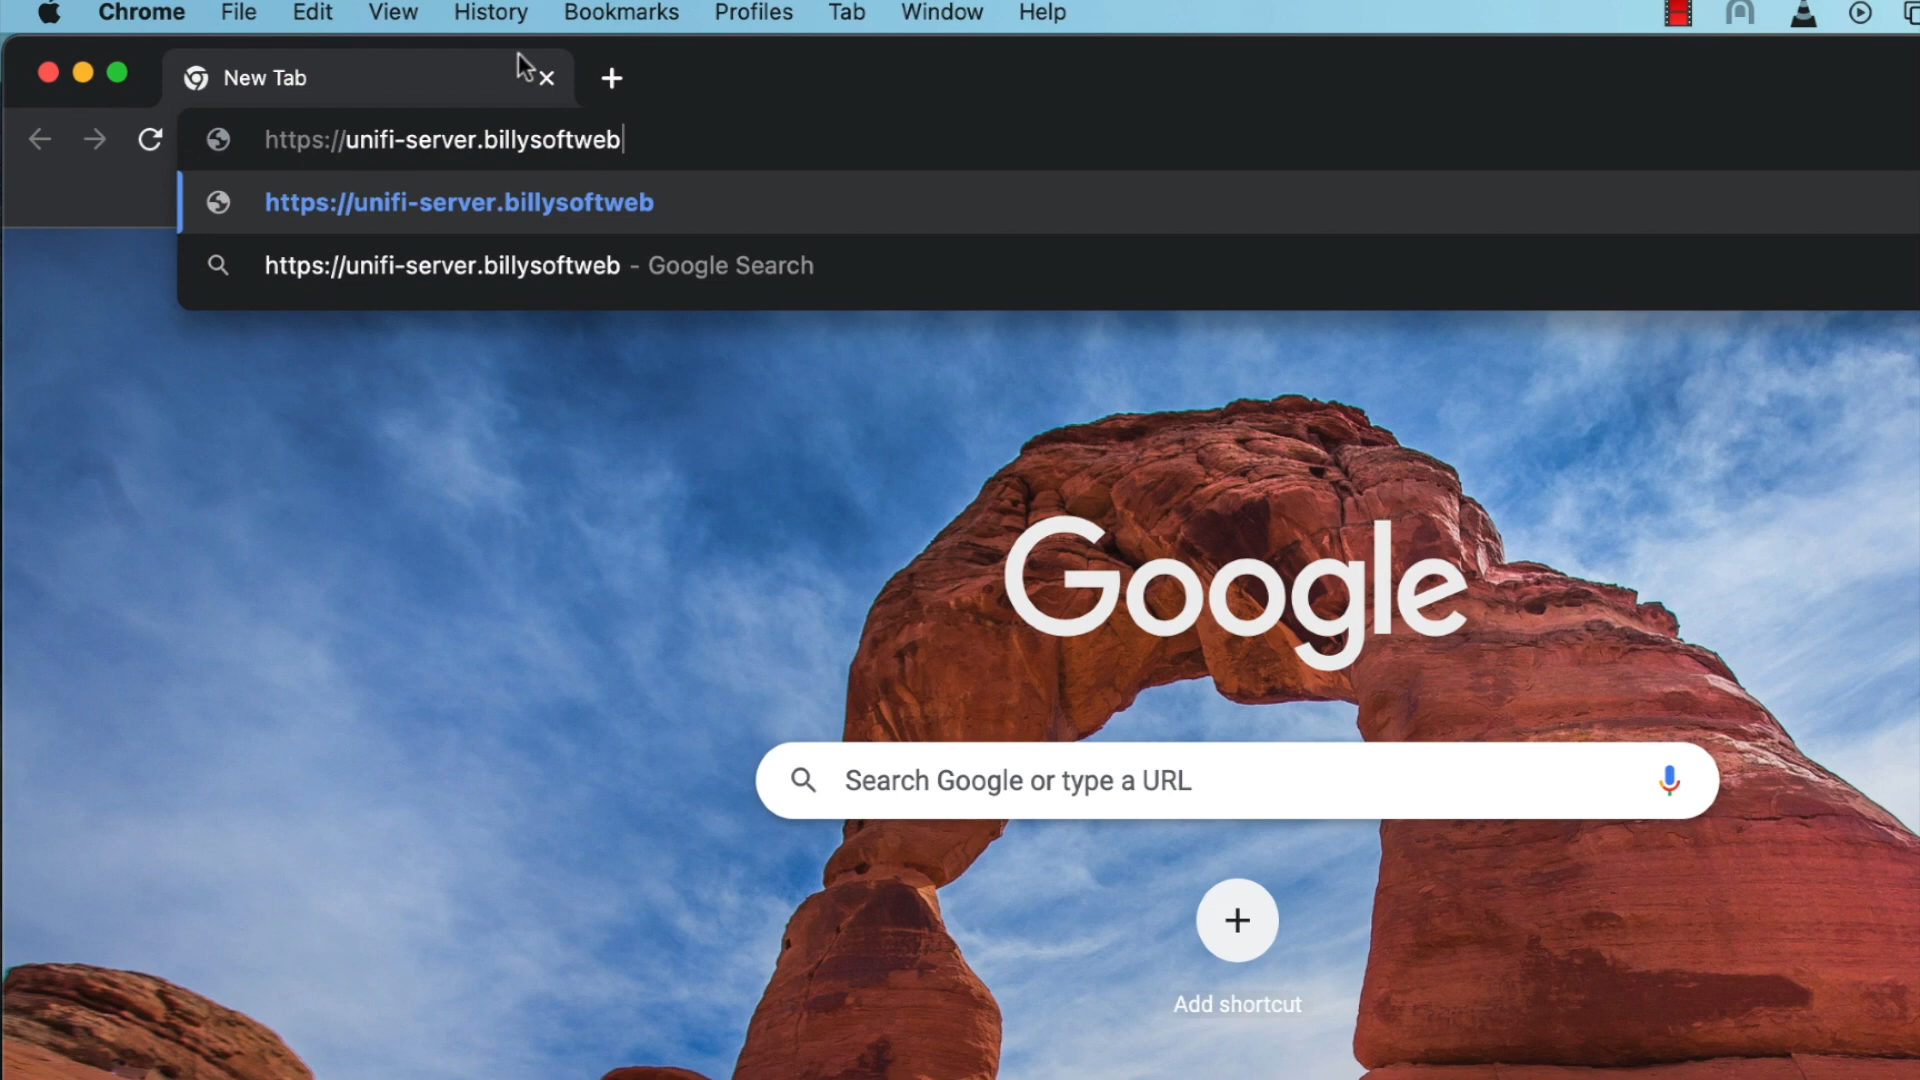 Chrome File Edit View History Bookmarks Profiles Tab Window Help
New Tab
https://unifi-server.billysoftweb
https://unifi-server.billysoftweb
https://unifi-server.billysoftweb - Google Search
Google
Search Google or type a URL
Add shortcut